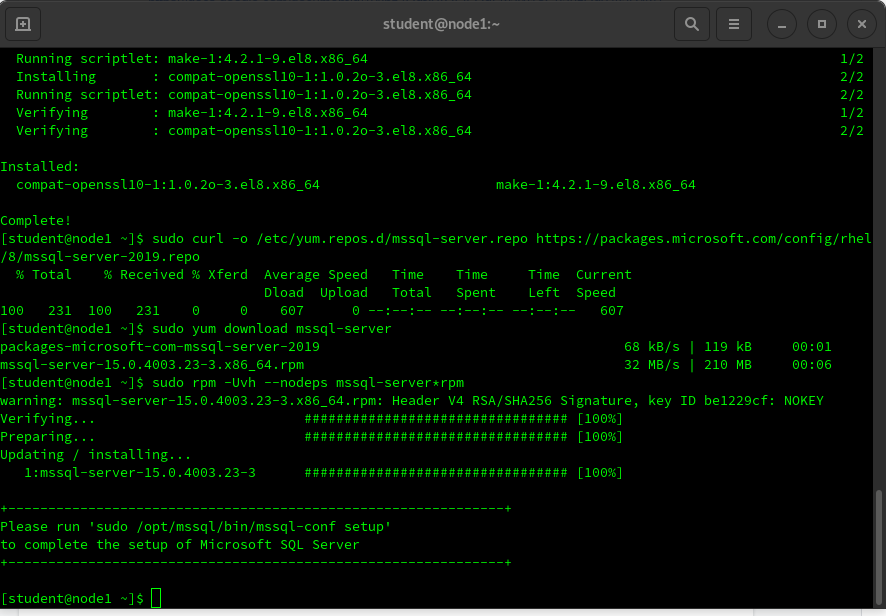 student@node1:~
  Running scriptlet: make-1:4.2.1-9.el8.x86_64 1/2
  Installing       : compat-openssl10-1:1.0.2o-3.el8.x86_64 2/2
  Running scriptlet: compat-openssl10-1:1.0.2o-3.el8.x86_64 2/2
  Verifying        : make-1:4.2.1-9.el8.x86_64 1/2
  Verifying        : compat-openssl10-1:1.0.2o-3.el8.x86_64 2/2
Installed:
  compat-openssl10-1:1.0.2o-3.el8.x86_64                      make-1:4.2.1-9.el8.x86_64
Complete!
[student@node1 ~]$ sudo curl -o /etc/yum.repos.d/mssql-server.repo https://packages.microsoft.com/config/rhel
/8/mssql-server-2019.repo
  % Total    % Received % Xferd  Average Speed   Time    Time     Time  Current
                                 Dload  Upload   Total   Spent    Left  Speed
100   231  100   231    0     0    607      0 --:--:-- --:--:-- --:--:--   607
[student@node1 ~]$ sudo yum download mssql-server
packages-microsoft-com-mssql-server-2019                                      68 kB/s | 119 kB     00:01
mssql-server-15.0.4003.23-3.x86_64.rpm                                        32 MB/s | 210 MB     00:06
[student@node1 ~]$ sudo rpm -Uvh --nodeps mssql-server*rpm
warning: mssql-server-15.0.4003.23-3.x86_64.rpm: Header V4 RSA/SHA256 Signature, key ID be1229cf: NOKEY
Verifying...                          ################################# [100%]
Preparing...                          ################################# [100%]
Updating / installing...
   1:mssql-server-15.0.4003.23-3      ################################# [100%]
+--------------------------------------------------------------+
Please run 'sudo /opt/mssql/bin/mssql-conf setup'
to complete the setup of Microsoft SQL Server
+--------------------------------------------------------------+
[student@node1 ~]$